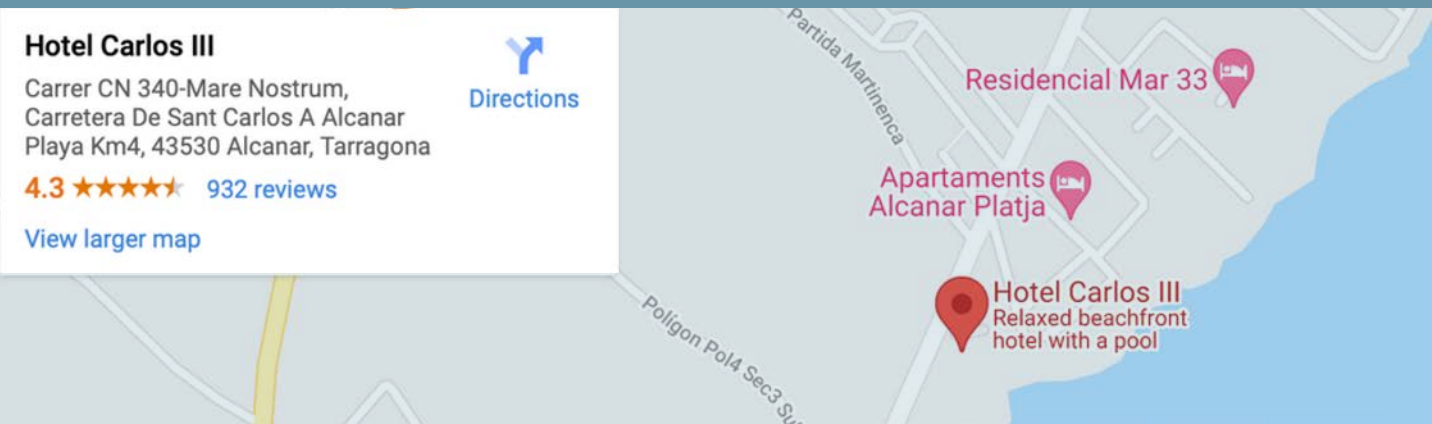 Hotel Carlos III
Directions
Carrer CN 340-Mare Nostrum,
Carretera De Sant Carlos A Alcanar
Playa Km4, 43530 Alcanar, Tarragona
4.3 932 reviews
View larger map
Partida Martinenca
Residencial Mar 33
Apartaments
Alcanar Platja
Hotel Carlos III
Relaxed beachfront
hotel with a pool
Polígon Pol4 Sec3